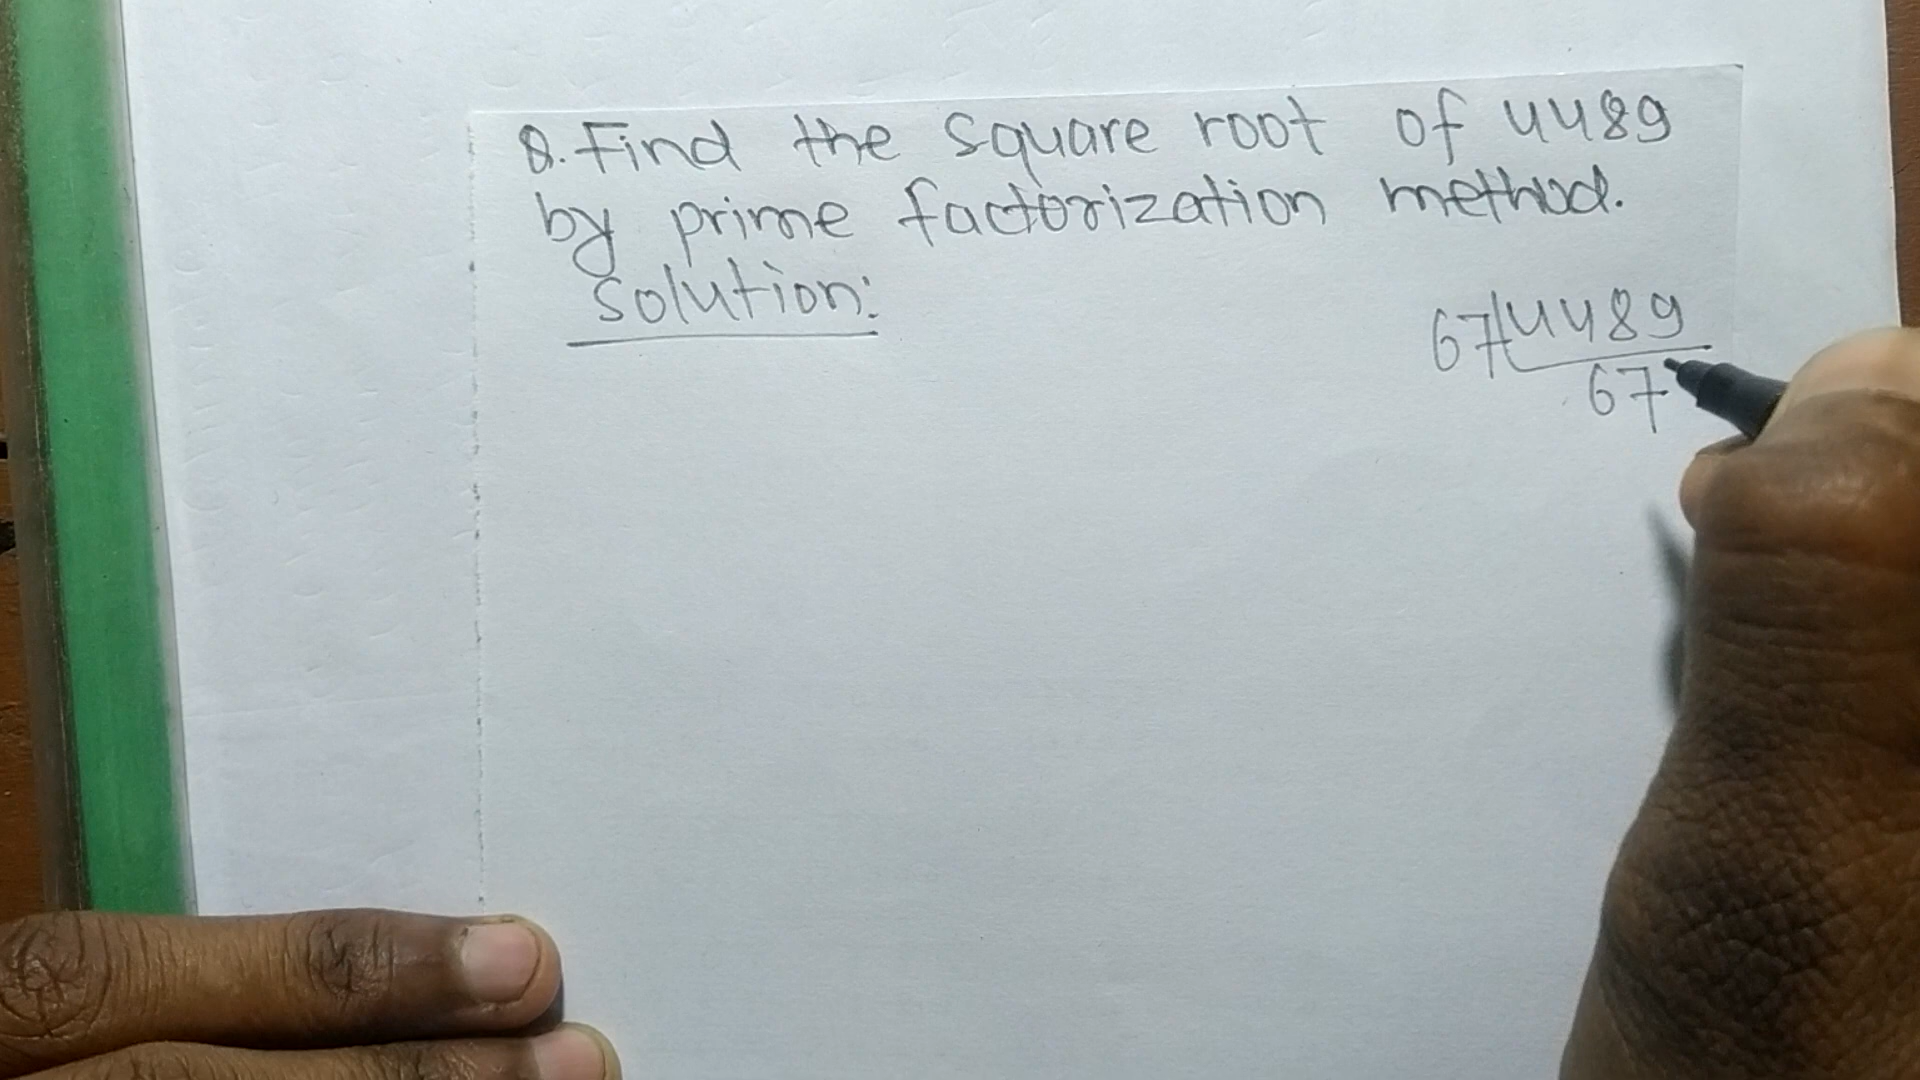 Q. Find the square root of 4489
by prime factorization method.
Solution:
67 4489
67